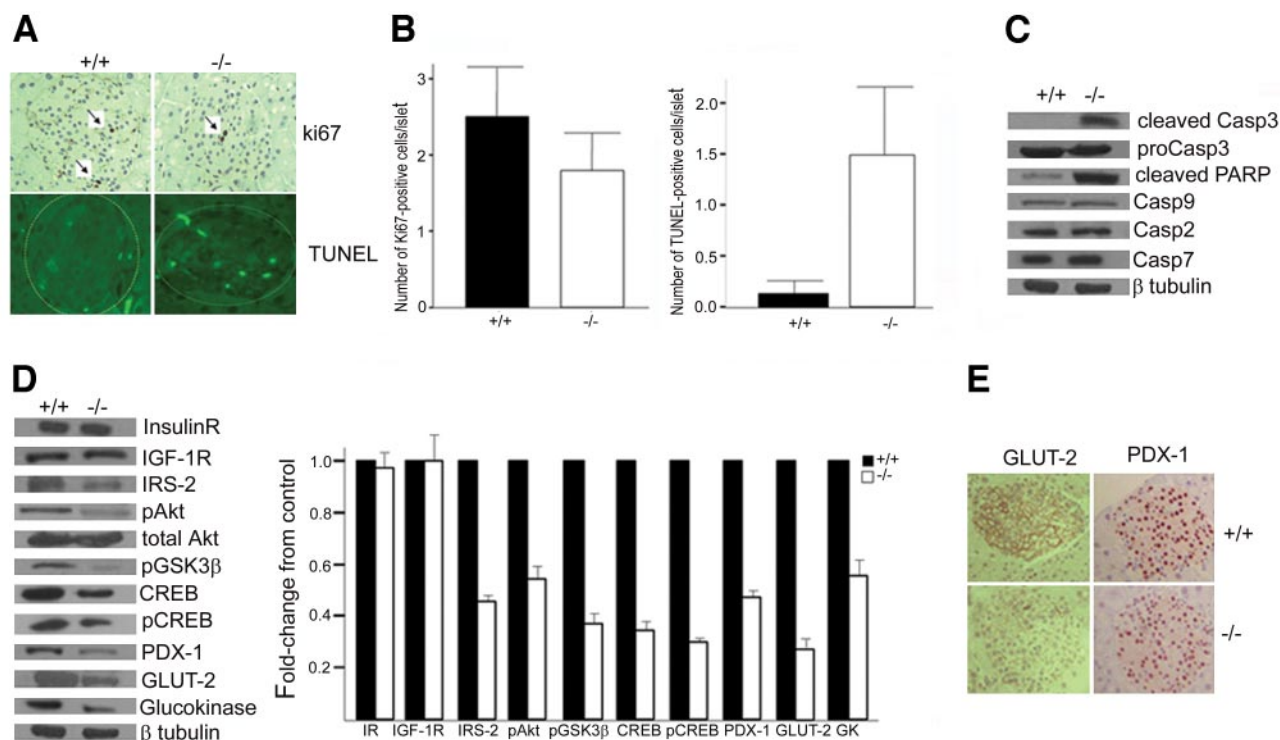 A
+/+ -/-
ki67
TUNEL
B
Number of Ki67-positive cells/islet
3
2
1
0
+/+ -/-
Number of TUNEL-positive cells/islet
2.0
1.5
1.0
0.5
0.0
+/+ -/-
C
+/+ -/-
cleaved Casp3
proCasp3
cleaved PARP
Casp9
Casp2
Casp7
β tubulin
D
+/+ -/-
InsulinR
IGF-1R
IRS-2
pAkt
total Akt
pGSK3β
CREB
pCREB
PDX-1
GLUT-2
Glucokinase
β tubulin
Fold-change from control
1.0
0.8
0.6
0.4
0.2
+/+
-/-
IR IGF-1R IRS-2 pAkt pGSK3β CREB pCREB PDX-1 GLUT-2 GK
E
GLUT-2 PDX-1
+/+
-/-